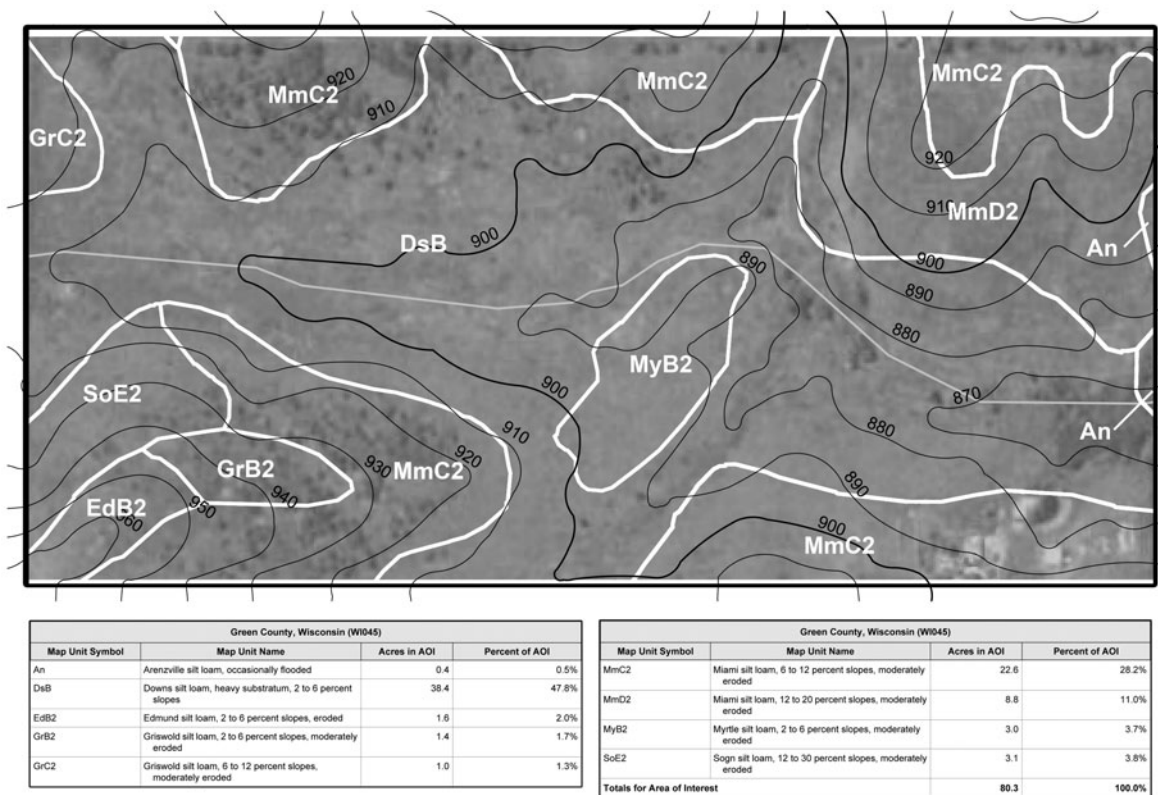 920
MmC2
MmC2
MmC2
910
GrC2
920
910
MmD2
DsB
900
An
900
890
890
880
MyB2
900
SoE2
870
910
880
An
920
930
MmC2
GrB2
890
940
950
EdB2
960
900
MmC2
Green County, Wisconsin (WI045)
Map Unit Symbol Map Unit Name Acres in AOI Percent of AOI
An Arenzville silt loam, occasionally flooded 0.4 0.5%
DsB Downs silt loam, heavy substratum, 2 to 6 percent 38.4 47.8%
slopes
EdB2 Edmund silt loam, 2 to 6 percent slopes, eroded 1.6 2.0%
GrB2 Griswold silt loam, 2 to 6 percent slopes, moderately 1.4 1.7%
eroded
GrC2 Griswold silt loam, 6 to 12 percent slopes, 1.0 1.3%
moderately eroded
Green County, Wisconsin (WI045)
Map Unit Symbol Map Unit Name Acres in AOI Percent of AOI
MmC2 Miami silt loam, 6 to 12 percent slopes, moderately 22.6 28.2%
eroded
MmD2 Miami silt loam, 12 to 20 percent slopes, moderately 8.8 11.0%
eroded
MyB2 Myrtle silt loam, 2 to 6 percent slopes, moderately 3.0 3.7%
eroded
SoE2 Sogn silt loam, 12 to 30 percent slopes, moderately 3.1 3.8%
eroded
Totals for Area of Interest 80.3 100.0%